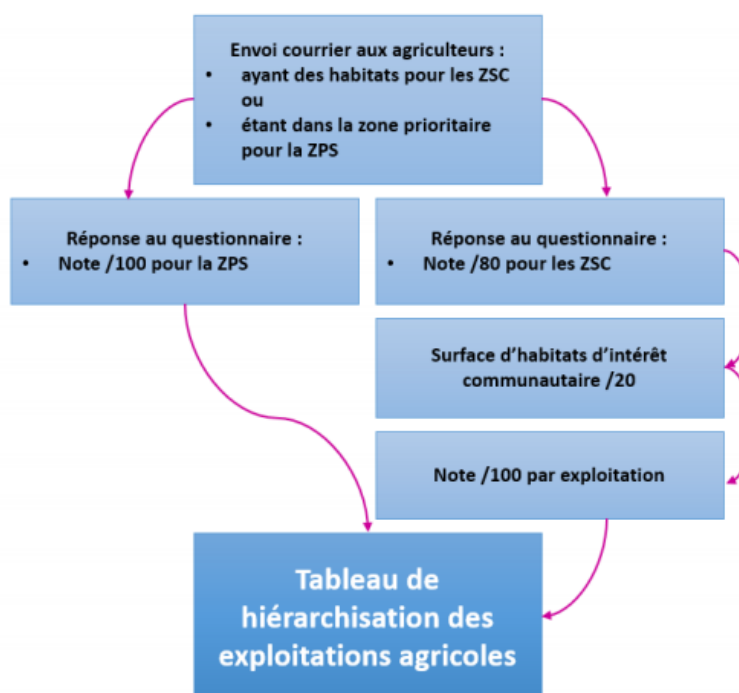 Envoi courrier aux agriculteurs :
• ayant des habitats pour les ZSC
ou
• étant dans la zone prioritaire
pour la ZPS
Réponse au questionnaire :
• Note /100 pour la ZPS
Réponse au questionnaire :
• Note /80 pour les ZSC
Surface d'habitats d'intérêt
communautaire /20
Note /100 par exploitation
Tableau de
hiérarchisation des
exploitations agricoles